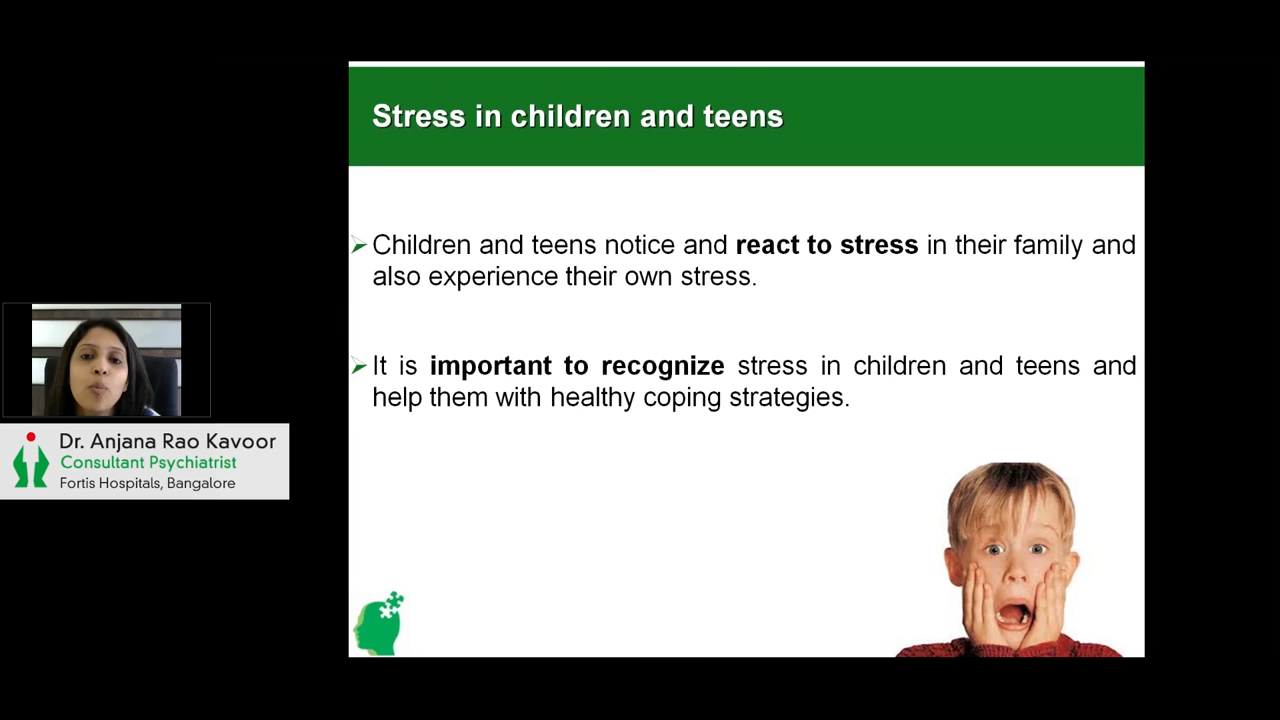 Stress in children and teens
Children and teens notice and react to stress in their family and
also experience their own stress.
It is important to recognize stress in children and teens and
help them with healthy coping strategies.
Dr. Anjana Rao Kavoor
Consultant Psychiatrist
Fortis Hospitals, Bangalore